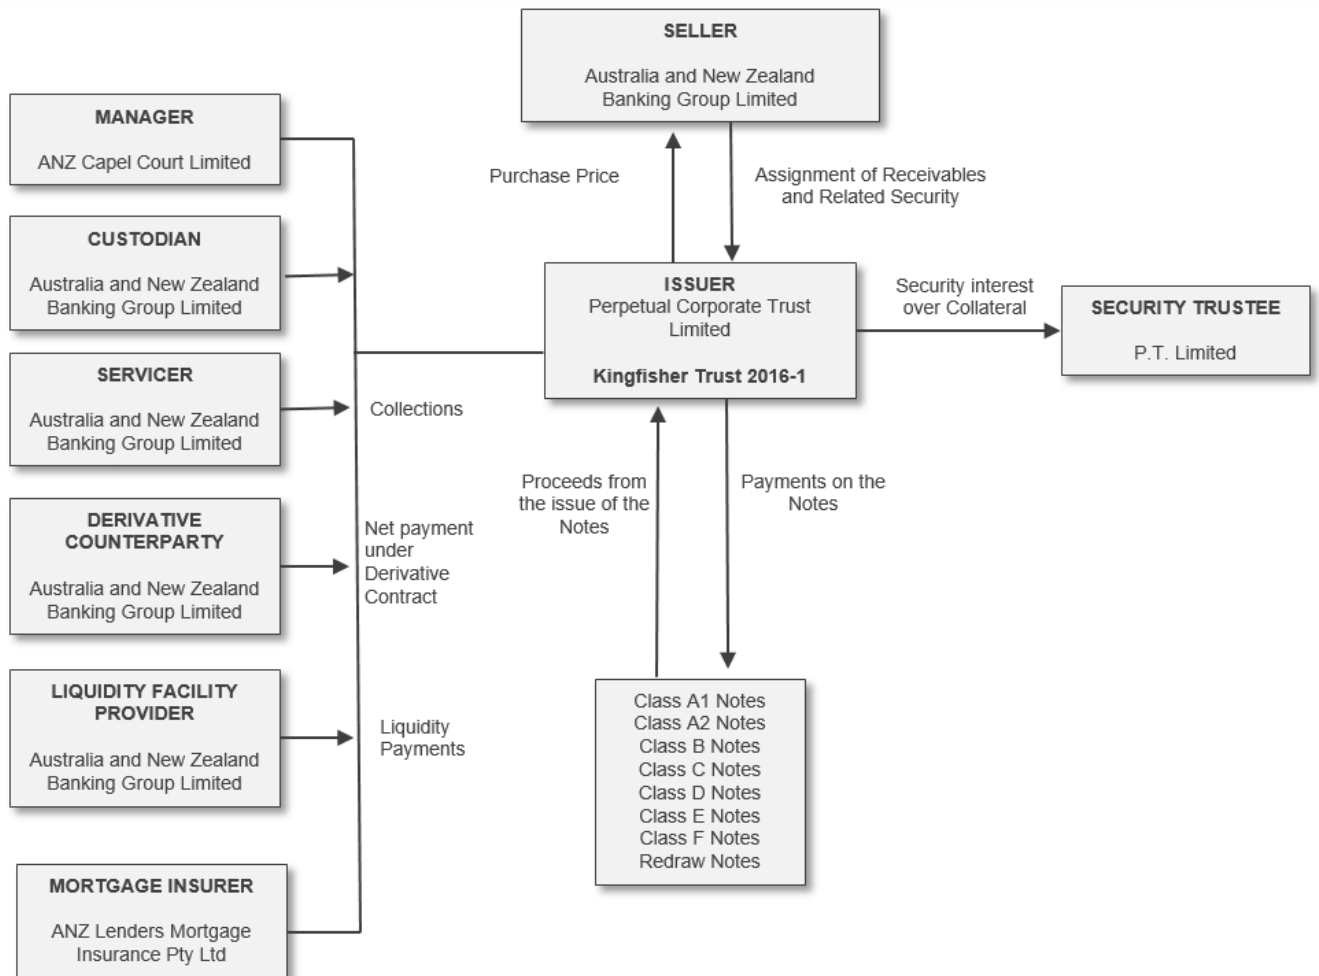 SELLER
Australia and New Zealand
Banking Group Limited
MANAGER
ANZ Capel Court Limited
Purchase Price
Assignment of Receivables
and Related Security
CUSTODIAN
Australia and New Zealand
Banking Group Limited
ISSUER
Perpetual Corporate Trust
Limited
Kingfisher Trust 2016-1
Security interest
over Collateral
SECURITY TRUSTEE
P.T. Limited
SERVICER
Australia and New Zealand
Banking Group Limited
Collections
Proceeds from
the issue of the
Notes
Payments on the
Notes
DERIVATIVE
COUNTERPARTY
Australia and New Zealand
Banking Group Limited
Net payment
under
Derivative
Contract
LIQUIDITY FACILITY
PROVIDER
Australia and New Zealand
Banking Group Limited
Liquidity
Payments
Class A1 Notes
Class A2 Notes
Class B Notes
Class C Notes
Class D Notes
Class E Notes
Class F Notes
Redraw Notes
MORTGAGE INSURER
ANZ Lenders Mortgage
Insurance Pty Ltd